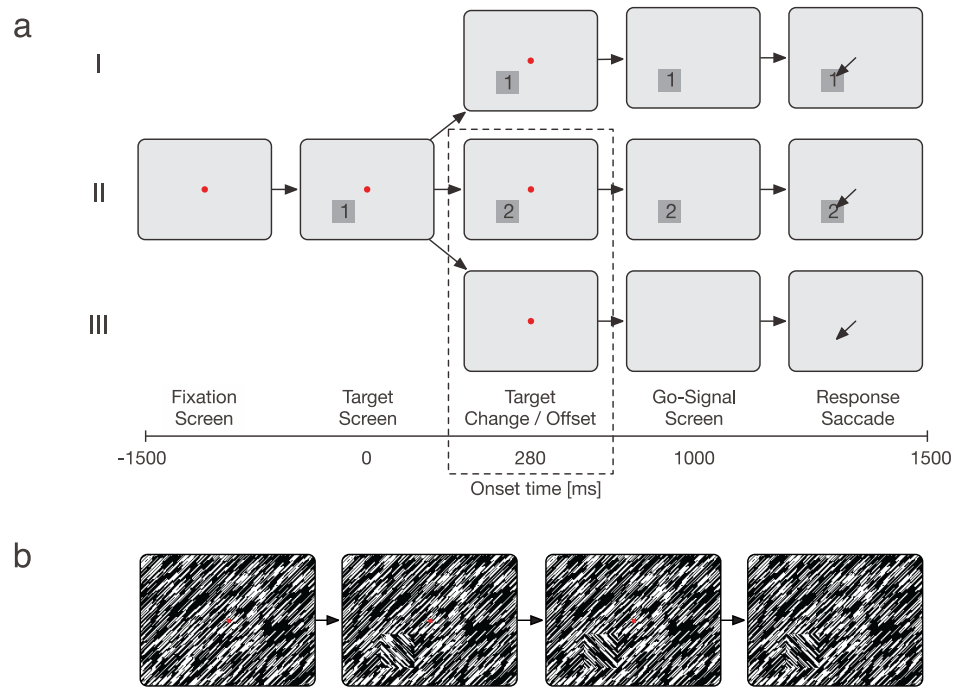 a
I
1
1
1
II
1
2
2
2
III
Fixation
Screen
Target
Screen
Target
Change / Offset
Go-Signal
Screen
Response
Saccade
-1500
0
280
1000
1500
Onset time [ms]
b